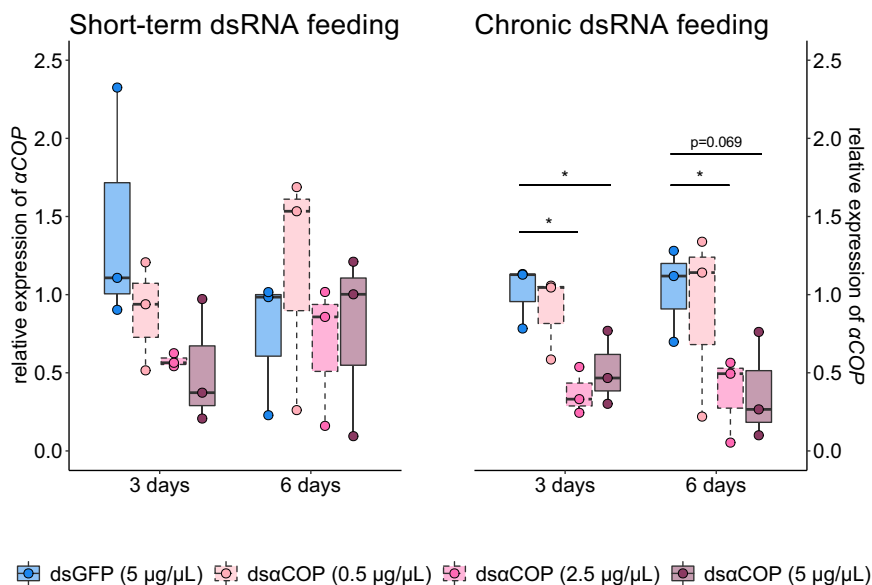 Short-term dsRNA feeding
Chronic dsRNA feeding
relative expression of αCOP
2.5
2.0
1.5
1.0
0.5
0.0
3 days
6 days
p=0.069
*
*
*
3 days
6 days
2.5
2.0
1.5
1.0
0.5
0.0
relative expression of αCOP
dsGFP (5 µg/µL)
dsαCOP (0.5 µg/µL)
dsαCOP (2.5 µg/µL)
dsαCOP (5 µg/µL)